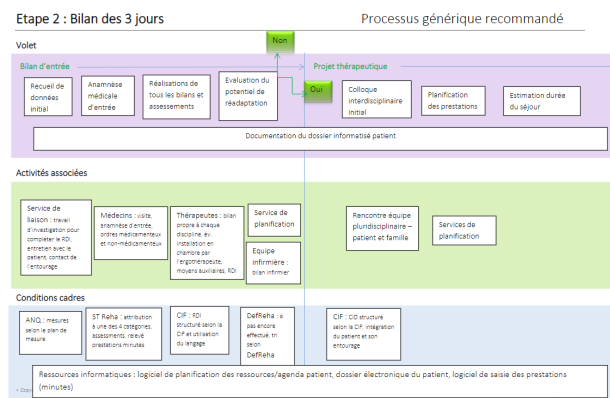 Etape 2 : Bilan des 3 jours
Processus générique recommandé
Volet
Non
Bilan d'entrée
Projet thérapeutique
Recueil de
données
initial
Anamnèse
médicale
d'entrée
Réalisations de
tous les bilans et
assessements
Evaluation du
potentiel de
réadaptation
Oui
Colloque
interdisciplinaire
initial
Planification
des prestations
Estimation durée
du séjour
Documentation du dossier informatisé patient
Activités associées
Service de
liaison : travail
d'investigation pour
compléter le RDI,
entretien avec le
patient, contact de
l'entourage
Médecins : visite,
anamnèse d'entrée,
ordres médicamenteux
et non-médicamenteux
Thérapeutes : bilan
propre à chaque
discipline, év.
installation en
chambre par
l'ergothérapeute,
moyens auxiliaires, RDI
Service de
planification
Equipe
infirmière :
bilan infirmier
Rencontre équipe
pluridisciplinaire –
patient et famille
Services de
planification
Conditions cadres
ANQ : mesures
selon le plan de
mesure
ST Reha : attribution
à une des 4 catégories,
assessments, relevé
prestations minutes
CIF : RDI
structuré selon la
CIF et utilisation
du langage
DefReha : si
pas encore
effectué, tri
selon
DefReha
CIF : CID structuré
selon la CIF, intégration
du patient et son
entourage
Ressources informatiques : logiciel de planification des ressources/agenda patient, dossier électronique du patient, logiciel de saisie des prestations
(minutes)